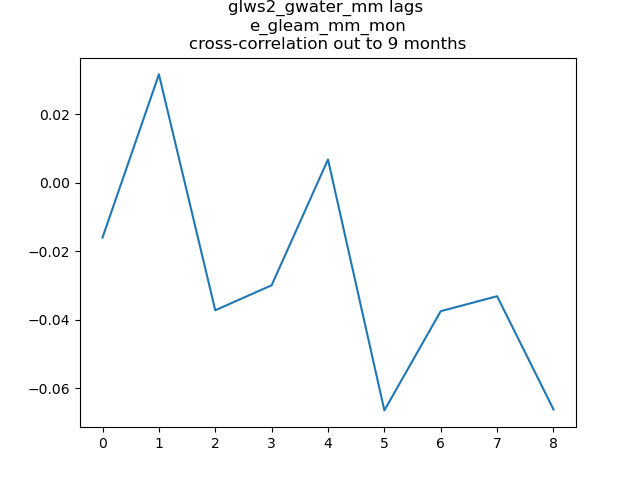 glws2_gwater_mm lags
e_gleam_mm_mon
cross-correlation out to 9 months
0.02
0.00
−0.02
−0.04
−0.06
0 1 2 3 4 5 6 7 8